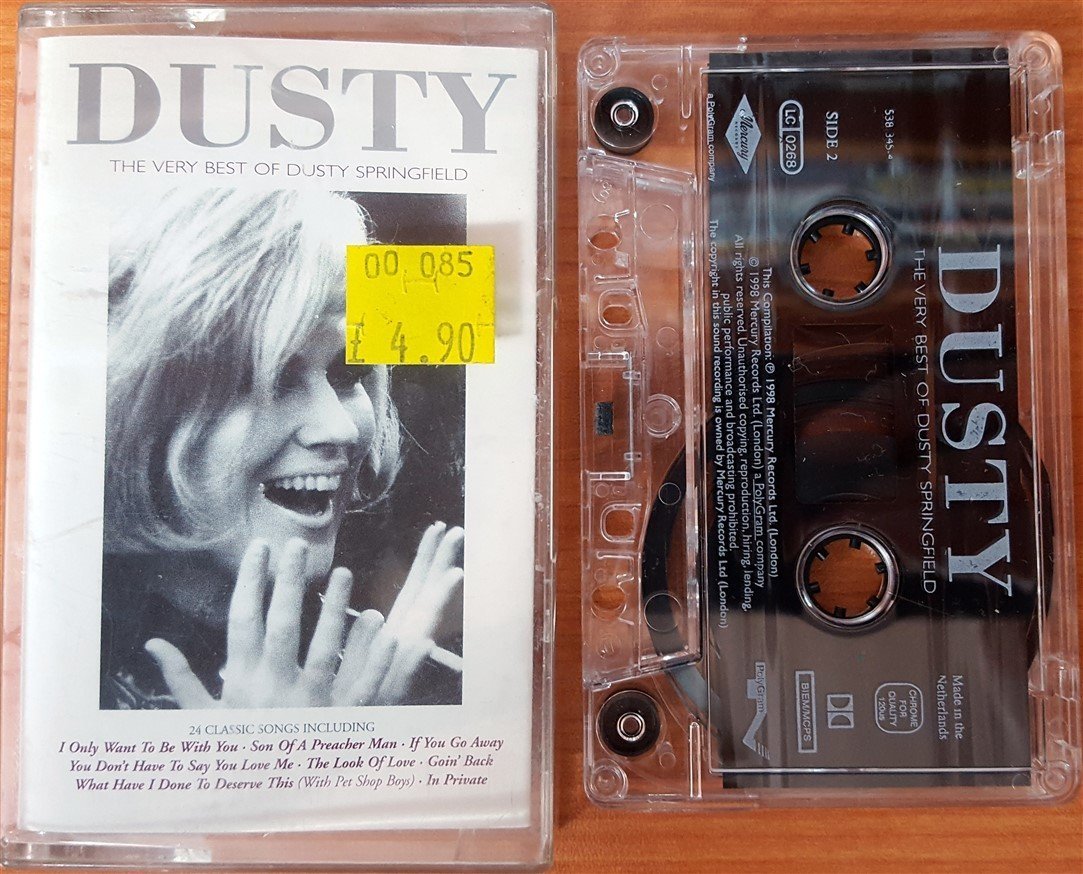 DUSTY
THE VERY BEST OF DUSTY SPRINGFIELD
00 085
£ 4.90
24 CLASSIC SONGS INCLUDING
I Only Want To Be With You · Son Of A Preacher Man · If You Go Away
You Don't Have To Say You Love Me · The Look Of Love · Goin' Back
What Have I Done To Deserve This (With Pet Shop Boys) · In Private
DUSTY
THE VERY BEST OF DUSTY SPRINGFIELD
538 345-4
SIDE 2
LC 0268
Mercury
RECORDS
a PolyGram company
Made in the
Netherlands
CHROME
FOR
QUALITY
120us
BIEM/MCPS
PolyGram
This Compilation: ℗ 1998 Mercury Records Ltd. (London)
© 1998 Mercury Records Ltd. (London) a PolyGram company
All rights reserved. Unauthorised copying, reproduction, hiring, lending,
public performance and broadcasting prohibited.
The copyright in this sound recording is owned by Mercury Records Ltd (London)